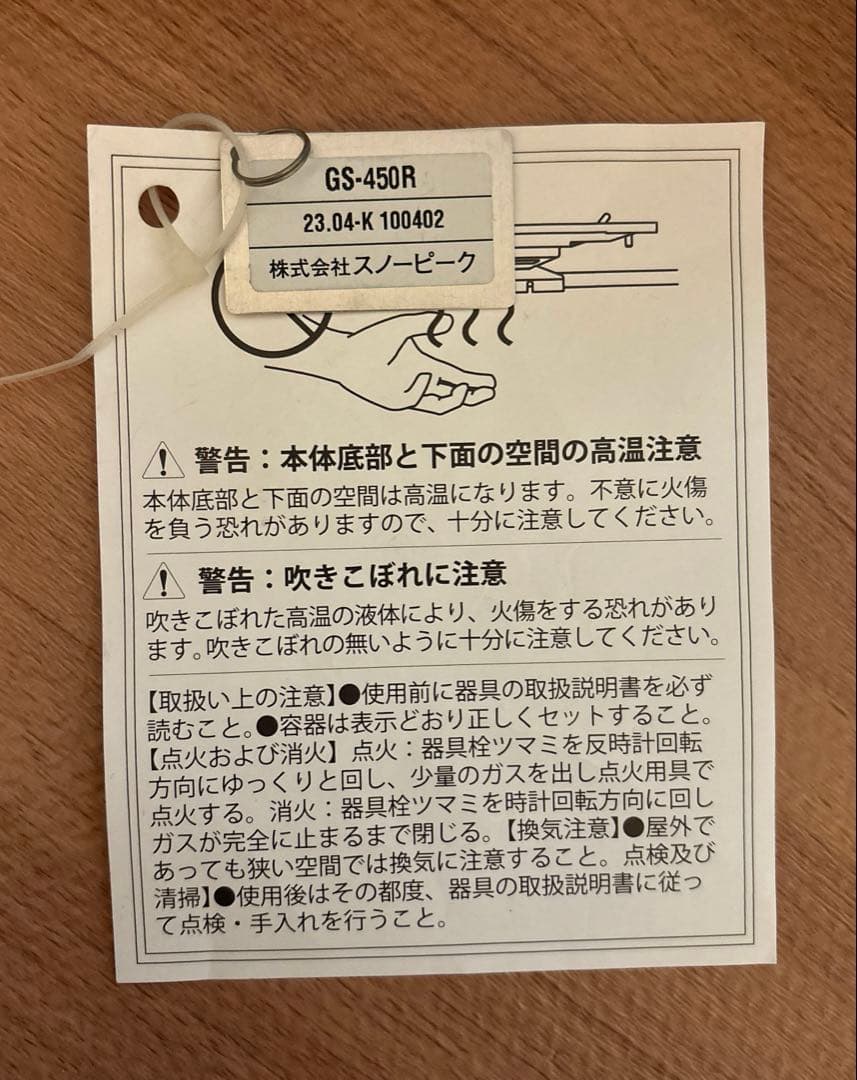 GS-450R
23.04-K 100402
株式会社スノーピーク
警告：本体底部と下面の空間の高温注意
本体底部と下面の空間は高温になります。不意に火傷
を負う恐れがありますので、十分に注意してください。
警告：吹きこぼれに注意
吹きこぼれた高温の液体により、火傷をする恐れがあり
ます。吹きこぼれの無いように十分に注意してください。
【取扱い上の注意】●使用前に器具の取扱説明書を必ず
読むこと。●容器は表示どおり正しくセットすること。
【点火および消火】点火：器具栓ツマミを反時計回転
方向にゆっくりと回し、少量のガスを出し点火用具で
点火する。消火：器具栓ツマミを時計回転方向に回し
ガスが完全に止まるまで閉じる。【換気注意】●屋外で
あっても狭い空間では換気に注意すること。点検及び
清掃】●使用後はその都度、器具の取扱説明書に従っ
て点検・手入れを行うこと。